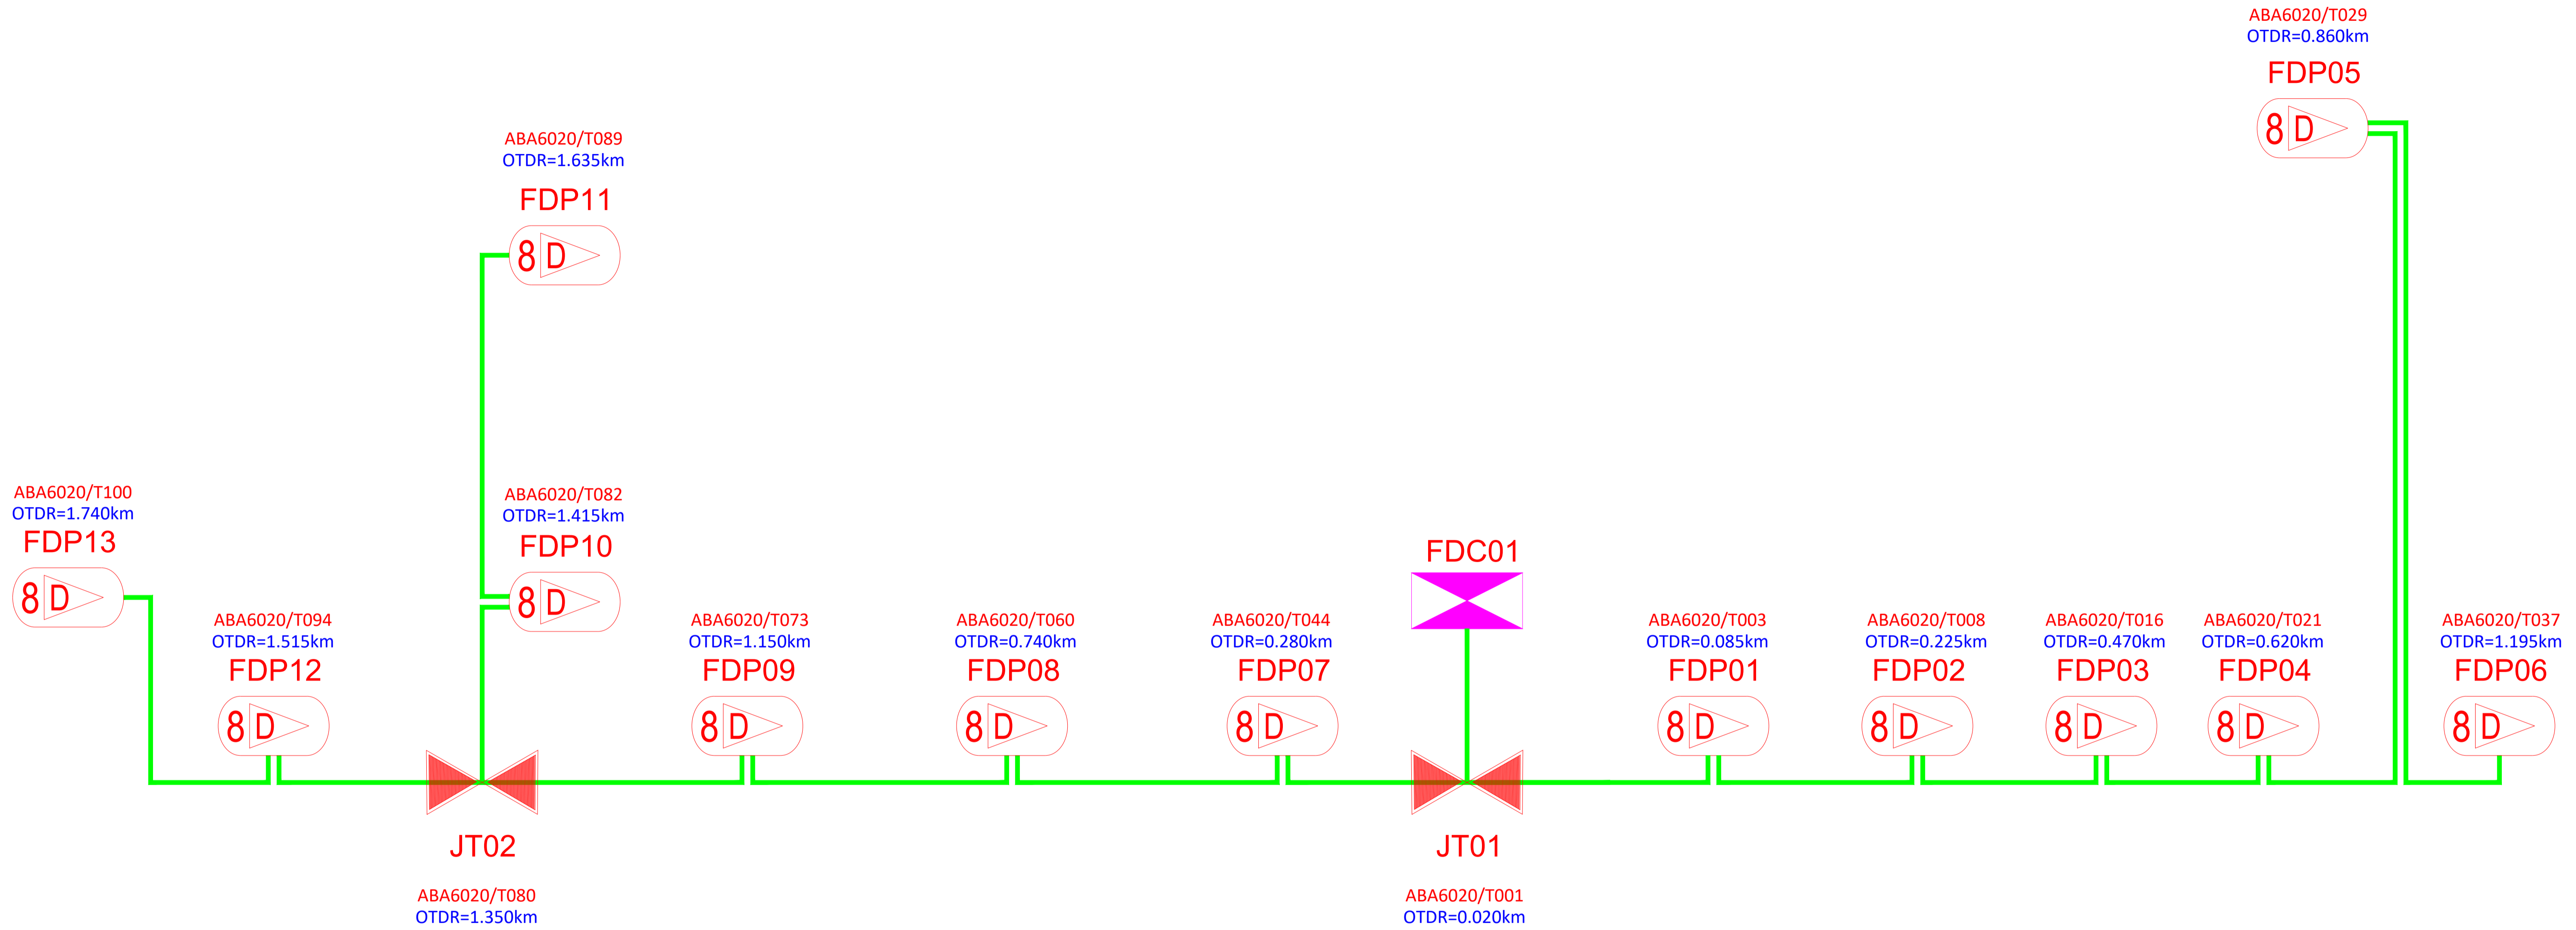 ABA6020/T029
OTDR=0.860km
FDP05
8 D
ABA6020/T089
OTDR=1.635km
FDP11
8 D
ABA6020/T100
OTDR=1.740km
FDP13
8 D
ABA6020/T082
OTDR=1.415km
FDP10
8 D
FDC01
ABA6020/T094
OTDR=1.515km
FDP12
8 D
ABA6020/T073
OTDR=1.150km
FDP09
8 D
ABA6020/T060
OTDR=0.740km
FDP08
8 D
ABA6020/T044
OTDR=0.280km
FDP07
8 D
ABA6020/T003
OTDR=0.085km
FDP01
8 D
ABA6020/T008
OTDR=0.225km
FDP02
8 D
ABA6020/T016
OTDR=0.470km
FDP03
8 D
ABA6020/T021
OTDR=0.620km
FDP04
8 D
ABA6020/T037
OTDR=1.195km
FDP06
8 D
JT02
ABA6020/T080
OTDR=1.350km
JT01
ABA6020/T001
OTDR=0.020km